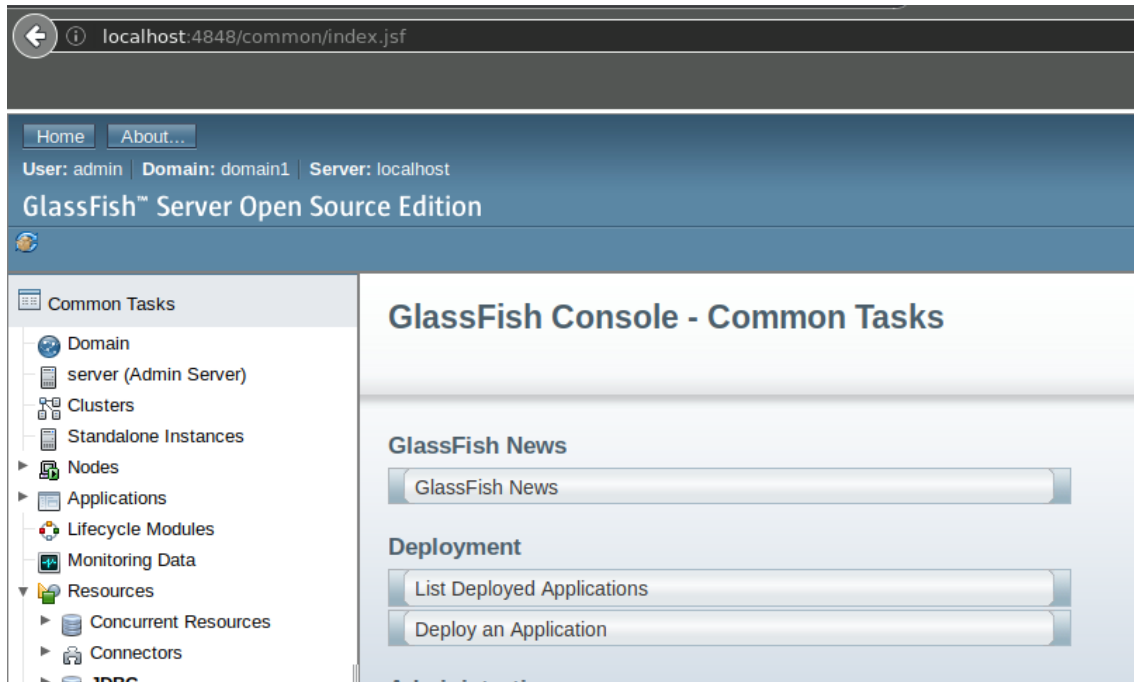 localhost:4848/common/index.jsf
Home About...
User: admin Domain: domain1 Server: localhost
GlassFish™ Server Open Source Edition
Common Tasks
Domain
server (Admin Server)
Clusters
Standalone Instances
Nodes
Applications
Lifecycle Modules
Monitoring Data
Resources
Concurrent Resources
Connectors
JDBC
GlassFish Console - Common Tasks
GlassFish News
GlassFish News
Deployment
List Deployed Applications
Deploy an Application